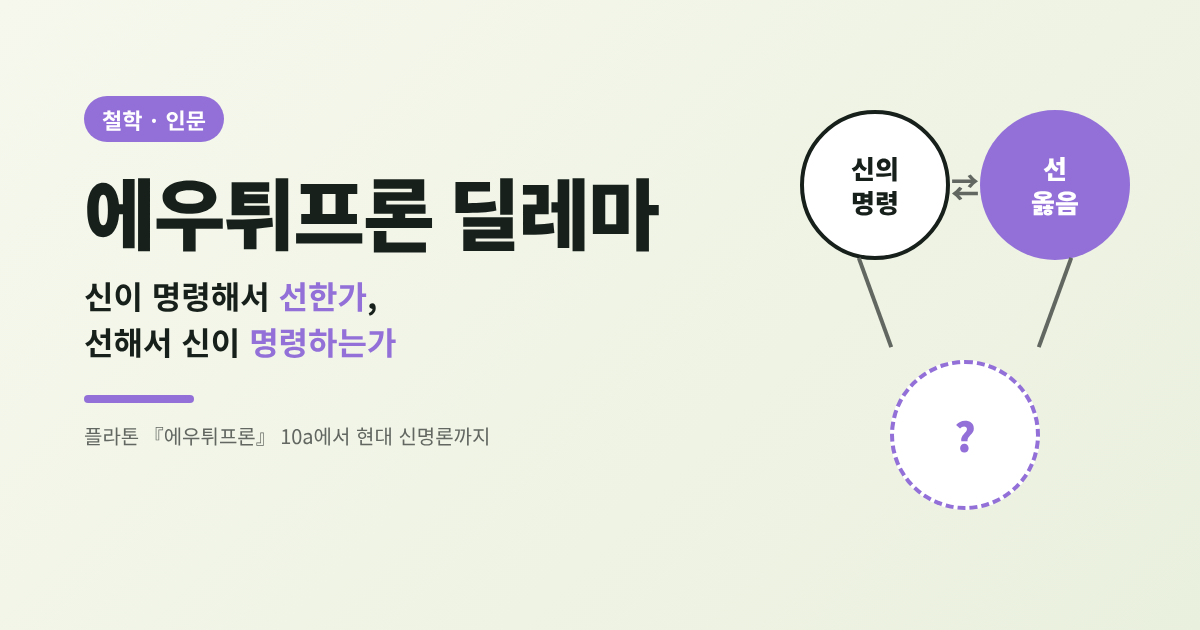 철학 · 인문
에우튀프론 딜레마
신이 명령해서 선한가,
선해서 신이 명령하는가
플라톤 『에우튀프론』 10a에서 현대 신명론까지
신의
명령
⇄
선
옳음
?